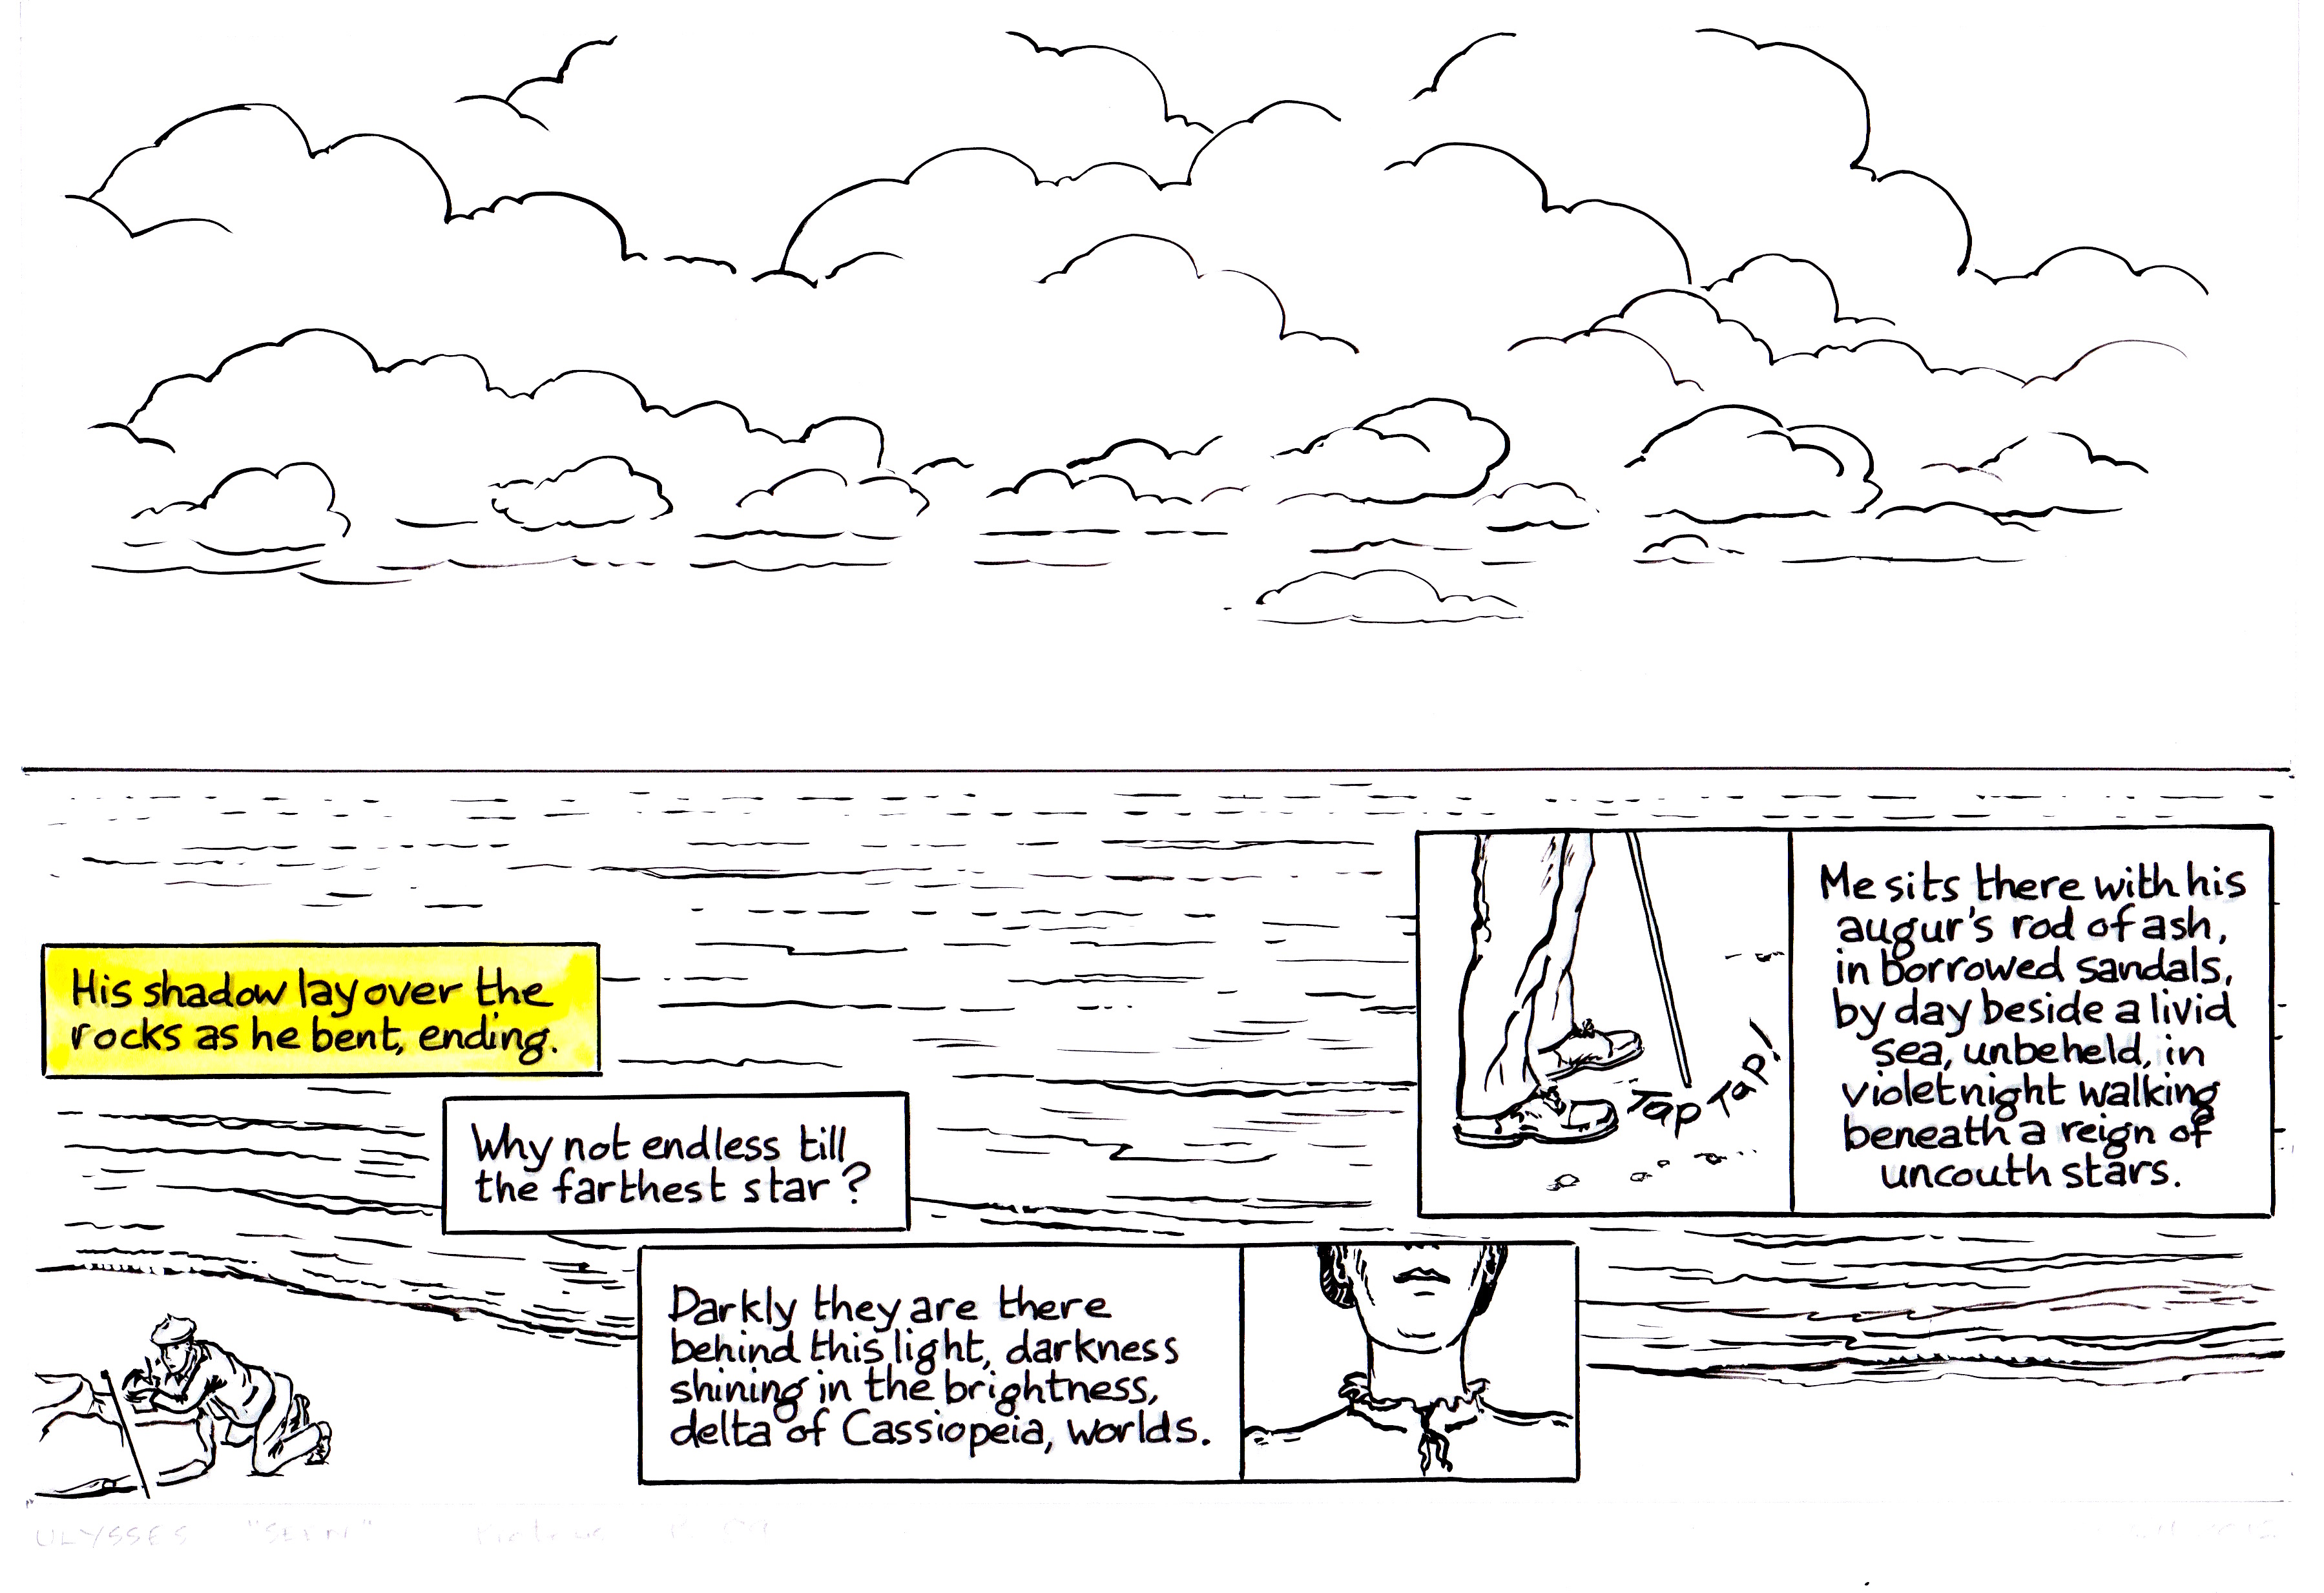 His shadow lay over the
rocks as he bent, ending.
Why not endless till
the farthest star?
Darkly they are there
behind this light, darkness
shining in the brightness,
delta of Cassiopeia, worlds.
Tap Tap!
Me sits there with his
augur's rod of ash,
in borrowed sandals,
by day beside a livid
sea, unbeheld, in
violet night walking
beneath a reign of
uncouth stars.
ULYSSES "SEEN"